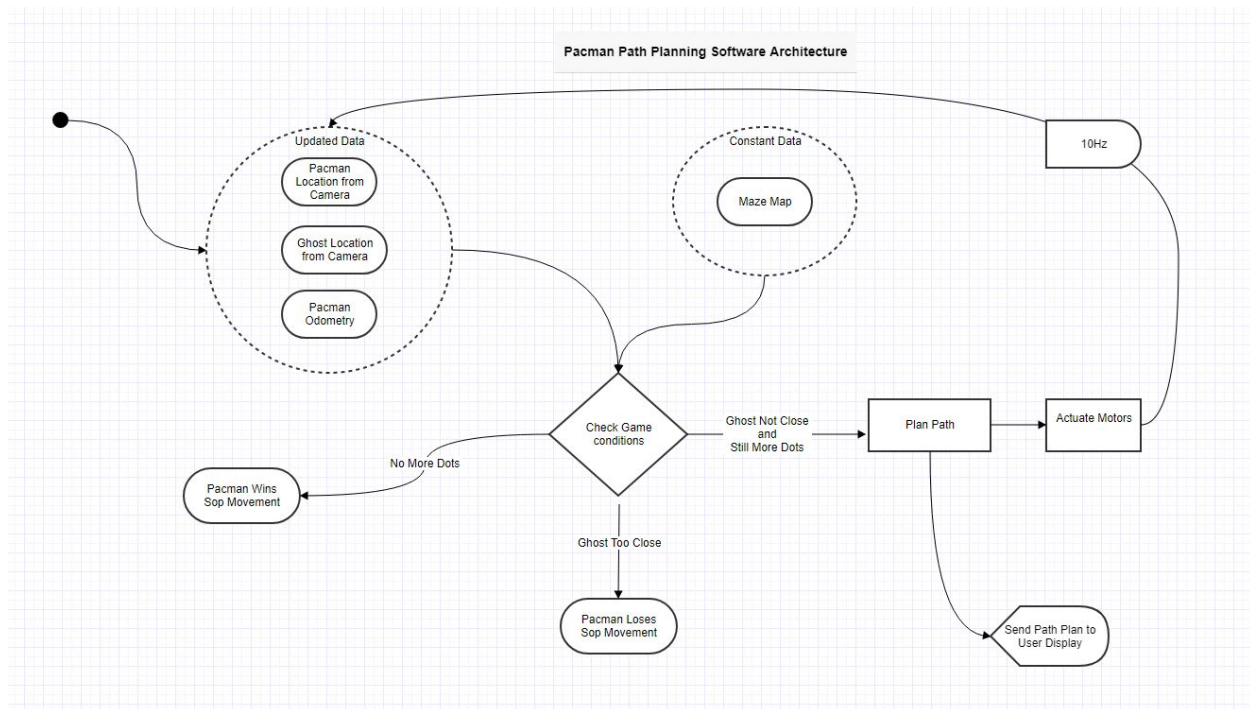 Pacman Path Planning Software Architecture
Updated Data
Pacman
Location from
Camera
Ghost Location
from Camera
Pacman
Odometry
Constant Data
Maze Map
10Hz
Check Game
conditions
Ghost Not Close
and
Still More Dots
Plan Path
Actuate Motors
No More Dots
Pacman Wins
Sop Movement
Ghost Too Close
Pacman Loses
Sop Movement
Send Path Plan to
User Display